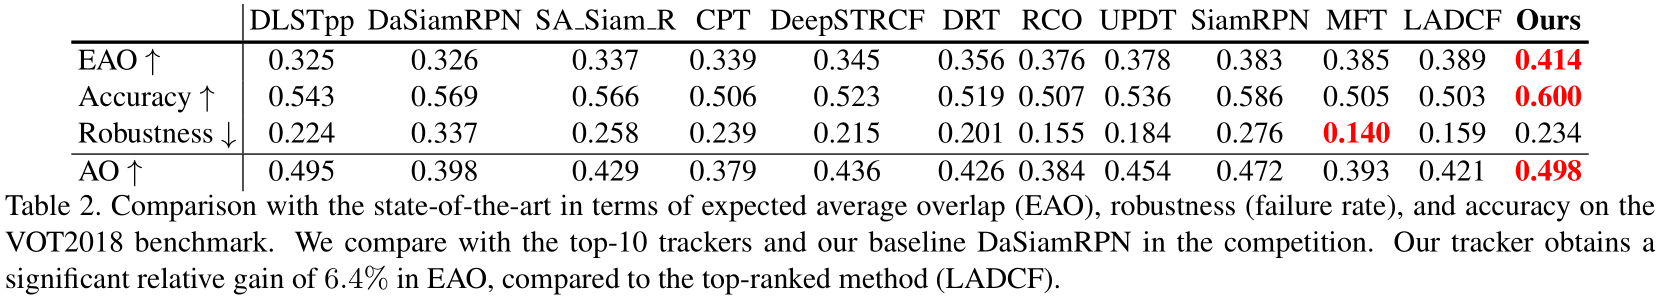 DLSTpp DaSiamRPN SA_Siam_R CPT DeepSTRCF DRT RCO UPDT SiamRPN MFT LADCF Ours
EAO ↑ 0.325 0.326 0.337 0.339 0.345 0.356 0.376 0.378 0.383 0.385 0.389 0.414
Accuracy ↑ 0.543 0.569 0.566 0.506 0.523 0.519 0.507 0.536 0.586 0.505 0.503 0.600
Robustness ↓ 0.224 0.337 0.258 0.239 0.215 0.201 0.155 0.184 0.276 0.140 0.159 0.234
AO ↑ 0.495 0.398 0.429 0.379 0.436 0.426 0.384 0.454 0.472 0.393 0.421 0.498
Table 2. Comparison with the state-of-the-art in terms of expected average overlap (EAO), robustness (failure rate), and accuracy on the
VOT2018 benchmark. We compare with the top-10 trackers and our baseline DaSiamRPN in the competition. Our tracker obtains a
significant relative gain of 6.4% in EAO, compared to the top-ranked method (LADCF).